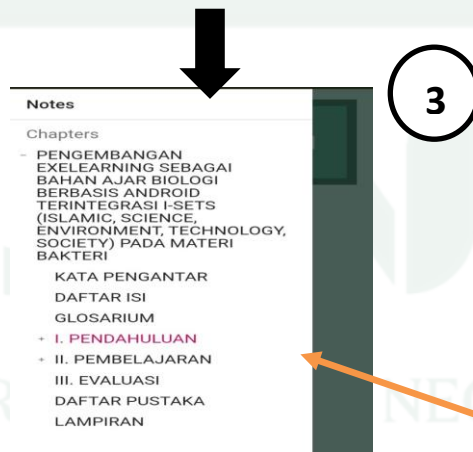 3
Notes
Chapters
- PENGEMBANGAN
EXELEARNING SEBAGAI
BAHAN AJAR BIOLOGI
BERBASIS ANDROID
TERINTEGRASI I-SETS
(ISLAMIC, SCIENCE,
ENVIRONMENT, TECHNOLOGY,
SOCIETY) PADA MATERI
BAKTERI
KATA PENGANTAR
DAFTAR ISI
GLOSARIUM
+ I. PENDAHULUAN
+ II. PEMBELAJARAN
III. EVALUASI
DAFTAR PUSTAKA
LAMPIRAN